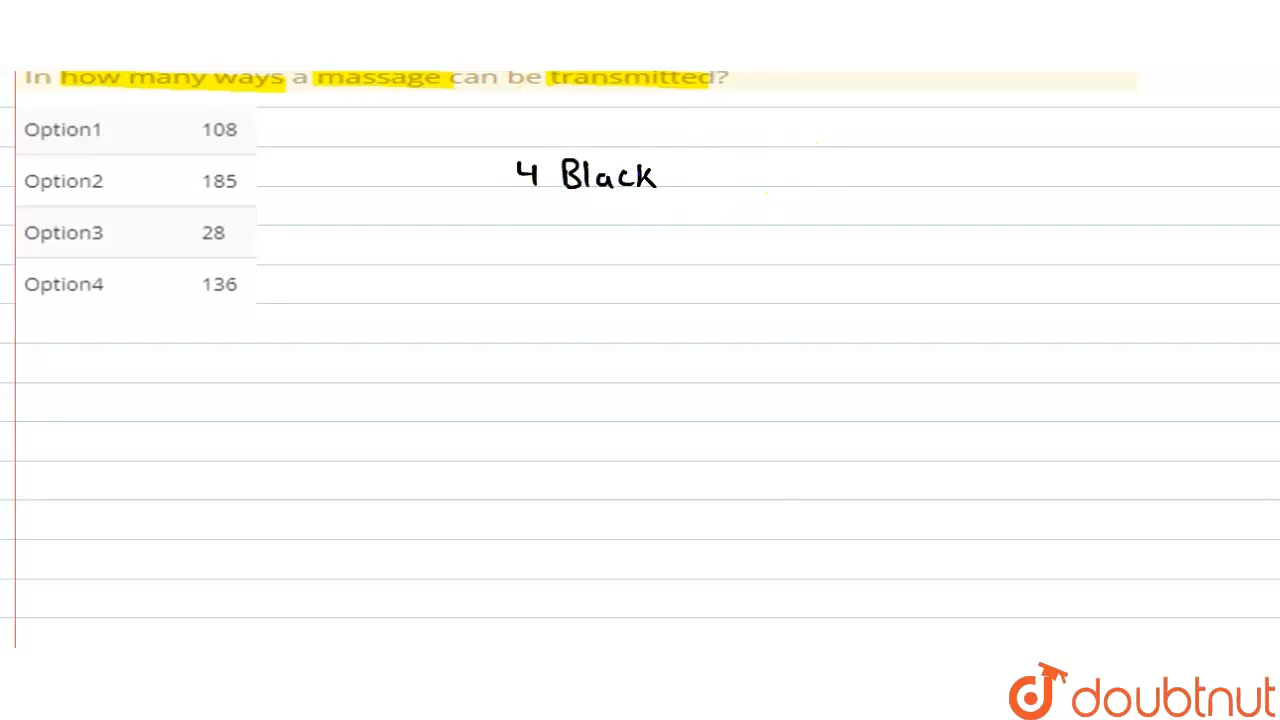 In how many ways a massage can be transmitted?
Option1 108
4 Black
Option2 185
Option3 28
Option4 136
doubtnut